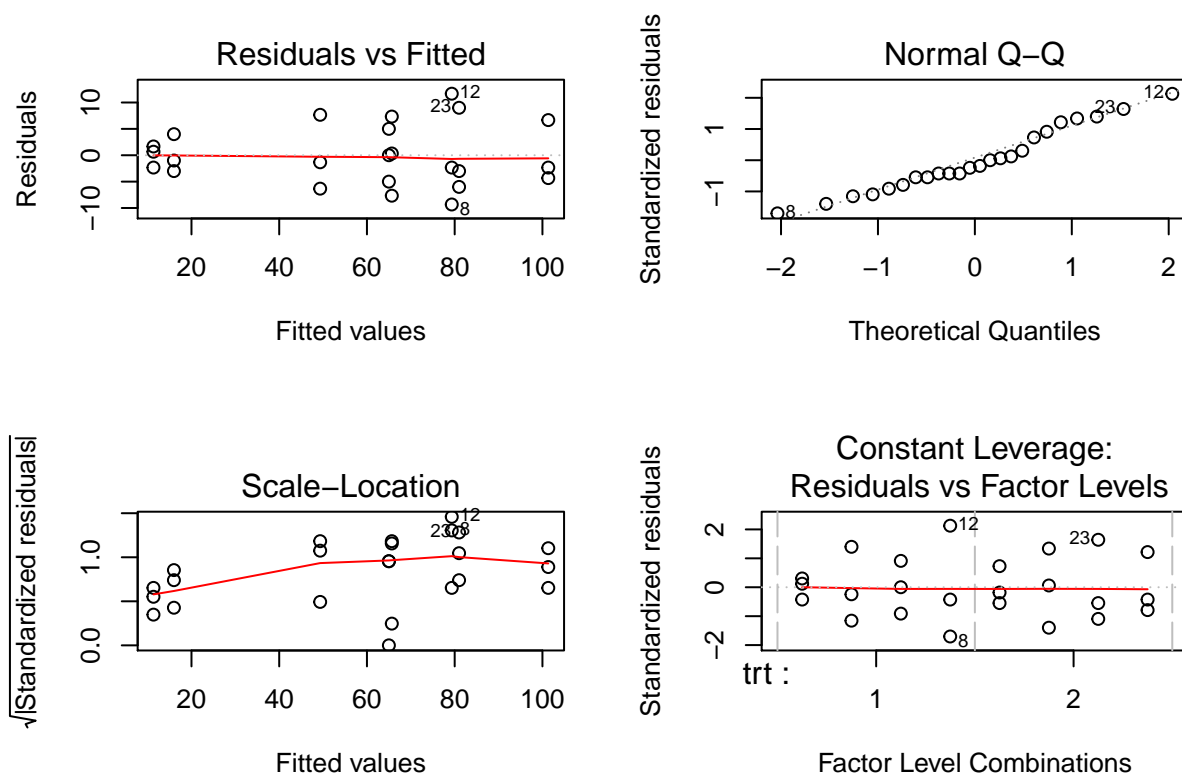 Residuals vs Fitted
Residuals
10
0
−10
12
23
8
20 40 60 80 100
Fitted values
Normal Q−Q
Standardized residuals
1
−1
12
23
8
−2 −1 0 1 2
Theoretical Quantiles
Scale−Location
√|Standardized residuals|
1.0
0.0
12
23 8
20 40 60 80 100
Fitted values
Constant Leverage:
Residuals vs Factor Levels
Standardized residuals
2
0
−2
12
23
8
trt :
1 2
Factor Level Combinations